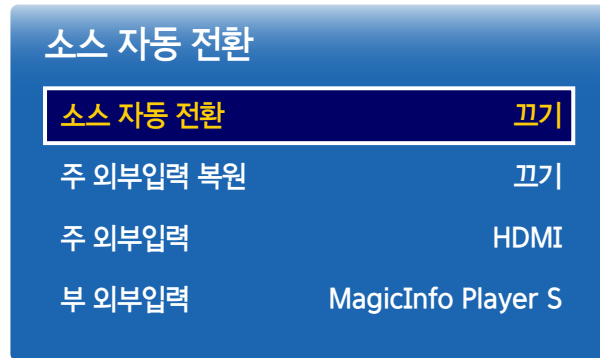 소스 자동 전환
소스 자동 전환 끄기
주 외부입력 복원 끄기
주 외부입력 HDMI
부 외부입력 MagicInfo Player S